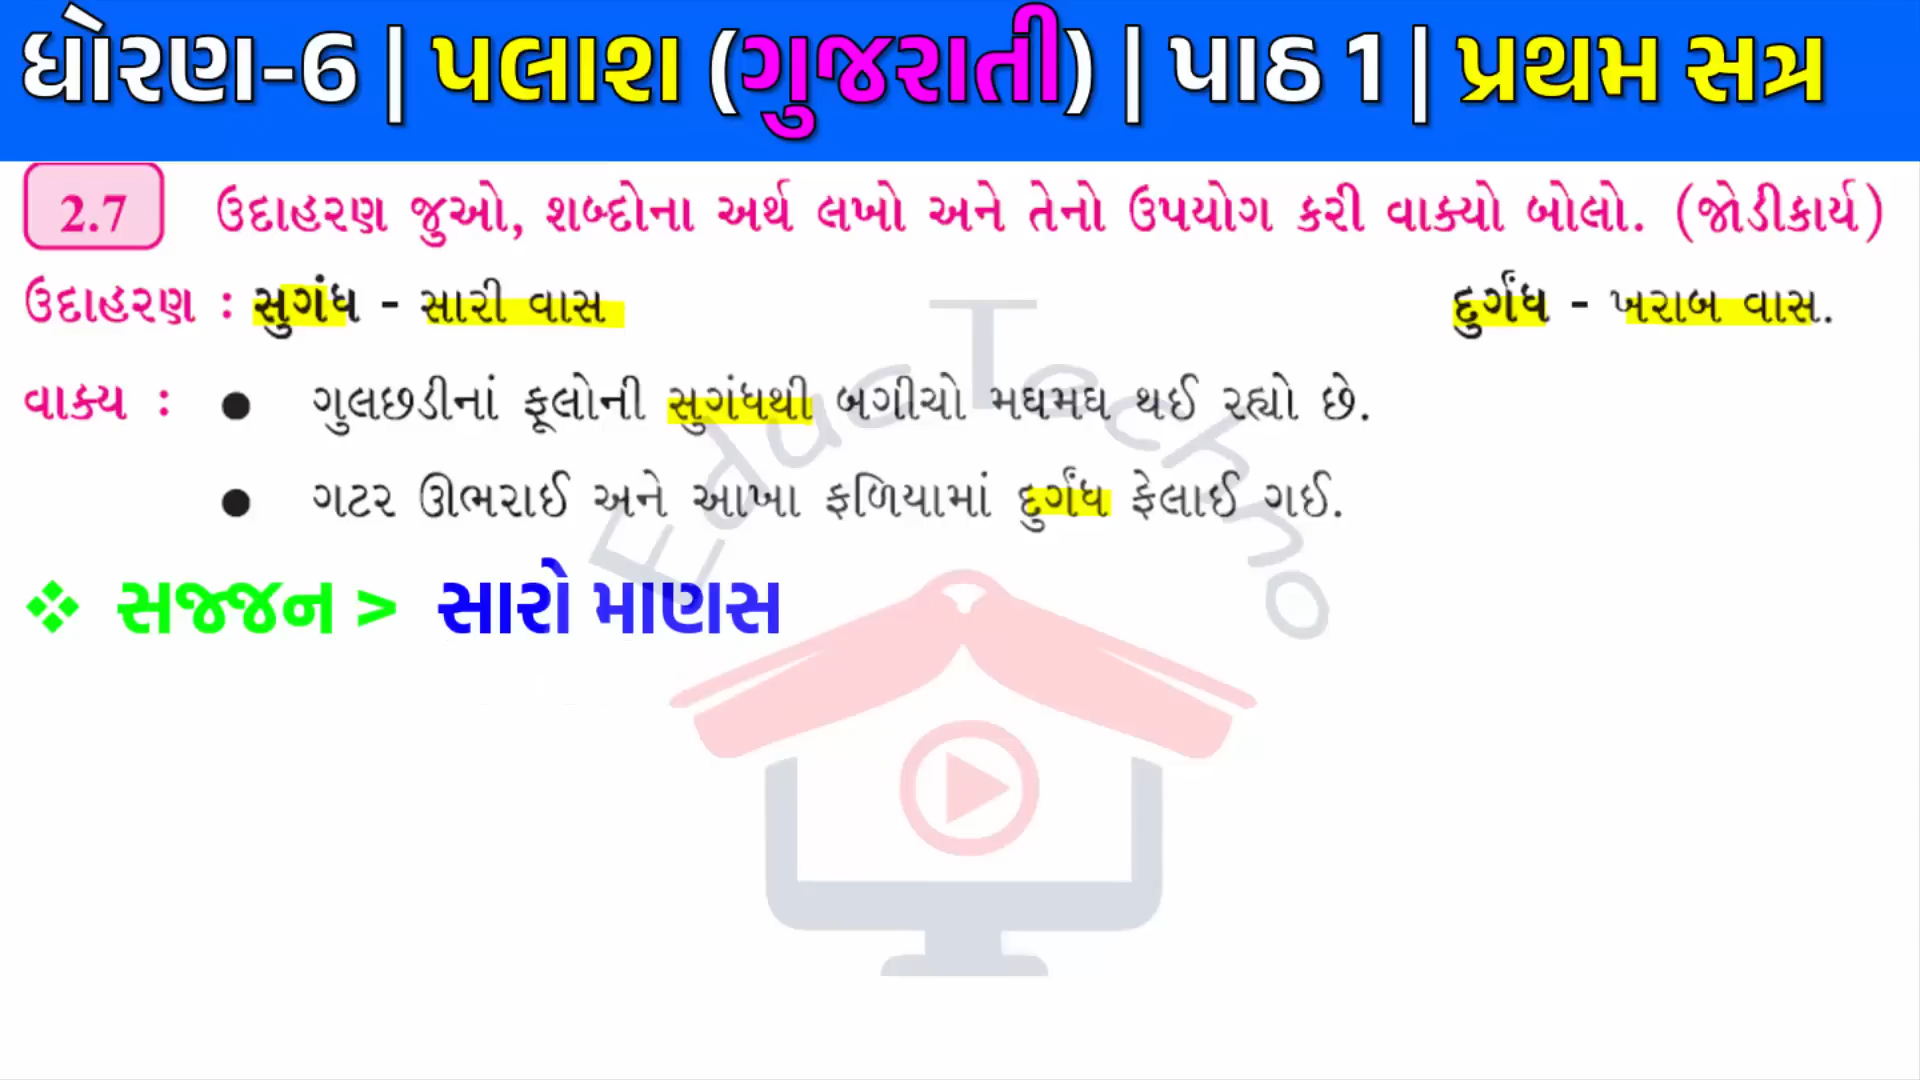 ધોરણ-6 | પલાશ (ગુજરાતી) | પાઠ 1 | પ્રથમ સત્ર
2.7 ઉદાહરણ જુઓ, શબ્દોના અર્થ લખો અને તેનો ઉપયોગ કરી વાક્યો બોલો. (જોડીકાર્ય)
ઉદાહરણ : સુગંધ - સારી વાસ દુર્ગંધ - ખરાબ વાસ.
વાક્ય : ● ગુલછડીનાં ફૂલોની સુગંધથી બગીચો મઘમઘ થઈ રહ્યો છે.
● ગટર ઊભરાઈ અને આખા ફળિયામાં દુર્ગંધ ફેલાઈ ગઈ.
❖ સજ્જન > સારો માણસ
EducTechno